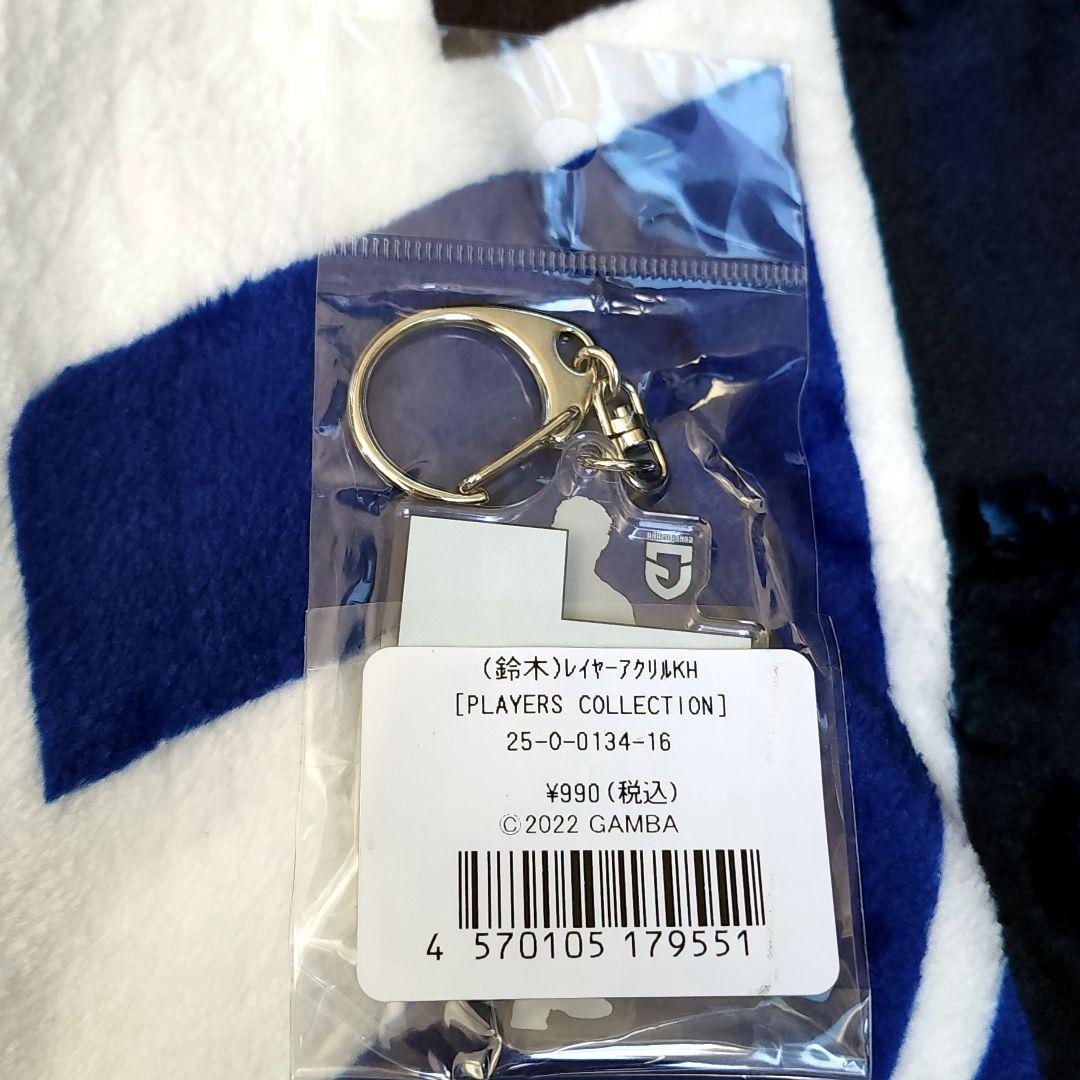 (鈴木)ﾚｲﾔｰｱｸﾘﾙKH
[PLAYERS COLLECTION]
25-0-0134-16
¥990(税込)
©2022 GAMBA
4 570105 179551